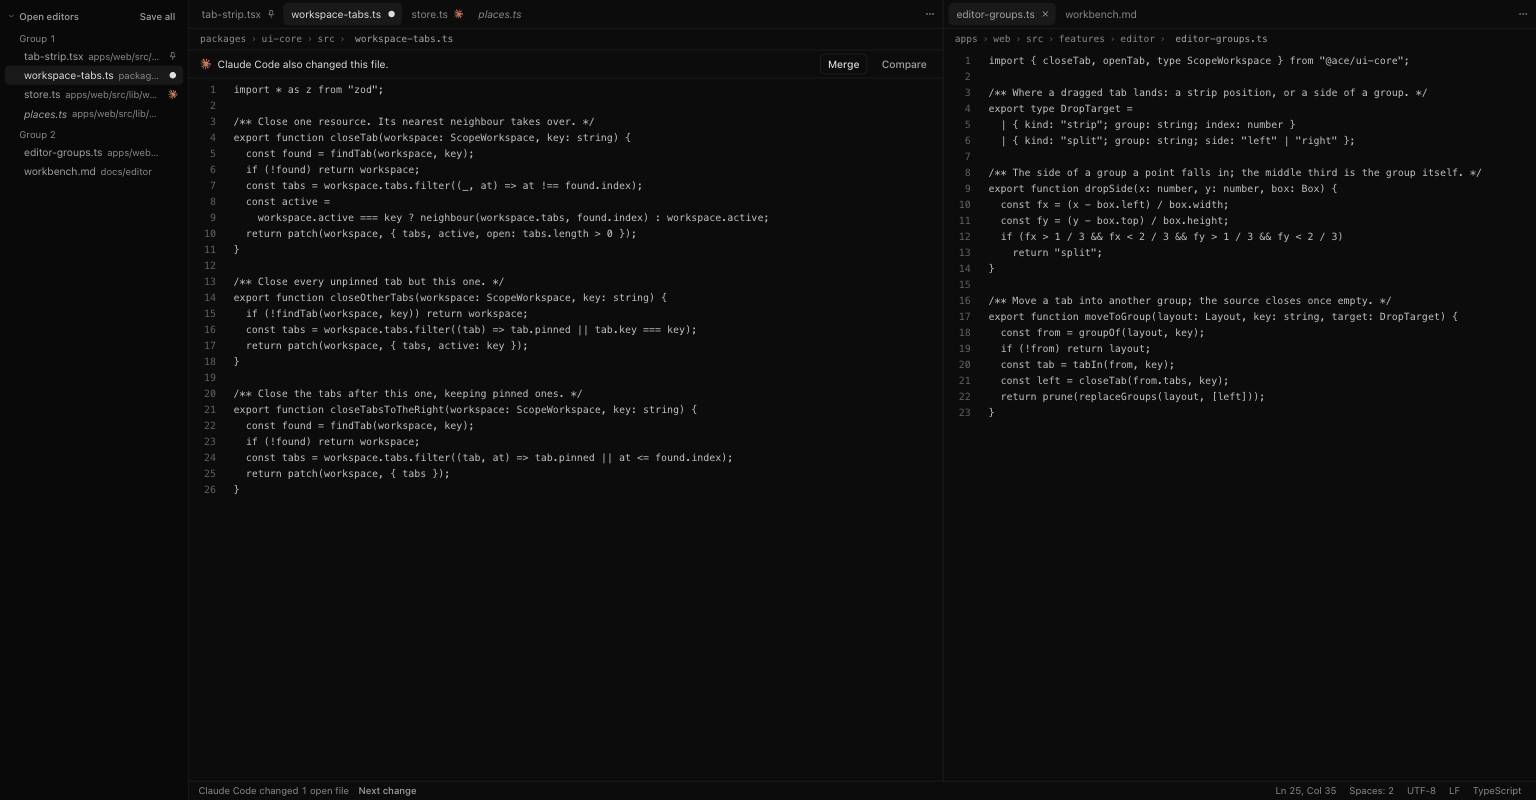 Open editors Save all
Group 1
tab-strip.tsx apps/web/src/...
workspace-tabs.ts packag...
store.ts apps/web/src/lib/w...
places.ts apps/web/src/lib/...
Group 2
editor-groups.ts apps/web...
workbench.md docs/editor
tab-strip.tsx workspace-tabs.ts store.ts places.ts
packages › ui-core › src › workspace-tabs.ts
Claude Code also changed this file. Merge Compare
1 import * as z from "zod";
2
3 /** Close one resource. Its nearest neighbour takes over. */
4 export function closeTab(workspace: ScopeWorkspace, key: string) {
5 const found = findTab(workspace, key);
6 if (!found) return workspace;
7 const tabs = workspace.tabs.filter((_, at) => at !== found.index);
8 const active =
9 workspace.active === key ? neighbour(workspace.tabs, found.index) : workspace.active;
10 return patch(workspace, { tabs, active, open: tabs.length > 0 });
11 }
12
13 /** Close every unpinned tab but this one. */
14 export function closeOtherTabs(workspace: ScopeWorkspace, key: string) {
15 if (!findTab(workspace, key)) return workspace;
16 const tabs = workspace.tabs.filter((tab) => tab.pinned || tab.key === key);
17 return patch(workspace, { tabs, active: key });
18 }
19
20 /** Close the tabs after this one, keeping pinned ones. */
21 export function closeTabsToTheRight(workspace: ScopeWorkspace, key: string) {
22 const found = findTab(workspace, key);
23 if (!found) return workspace;
24 const tabs = workspace.tabs.filter((tab, at) => tab.pinned || at <= found.index);
25 return patch(workspace, { tabs });
26 }
editor-groups.ts × workbench.md
apps › web › src › features › editor › editor-groups.ts
1 import { closeTab, openTab, type ScopeWorkspace } from "@ace/ui-core";
2
3 /** Where a dragged tab lands: a strip position, or a side of a group. */
4 export type DropTarget =
5 | { kind: "strip"; group: string; index: number }
6 | { kind: "split"; group: string; side: "left" | "right" };
7
8 /** The side of a group a point falls in; the middle third is the group itself. */
9 export function dropSide(x: number, y: number, box: Box) {
10 const fx = (x − box.left) / box.width;
11 const fy = (y − box.top) / box.height;
12 if (fx > 1 / 3 && fx < 2 / 3 && fy > 1 / 3 && fy < 2 / 3)
13 return "split";
14 }
15
16 /** Move a tab into another group; the source closes once empty. */
17 export function moveToGroup(layout: Layout, key: string, target: DropTarget) {
18 const from = groupOf(layout, key);
19 if (!from) return layout;
20 const tab = tabIn(from, key);
21 const left = closeTab(from.tabs, key);
22 return prune(replaceGroups(layout, [left]));
23 }
Claude Code changed 1 open file Next change
Ln 25, Col 35 Spaces: 2 UTF-8 LF TypeScript